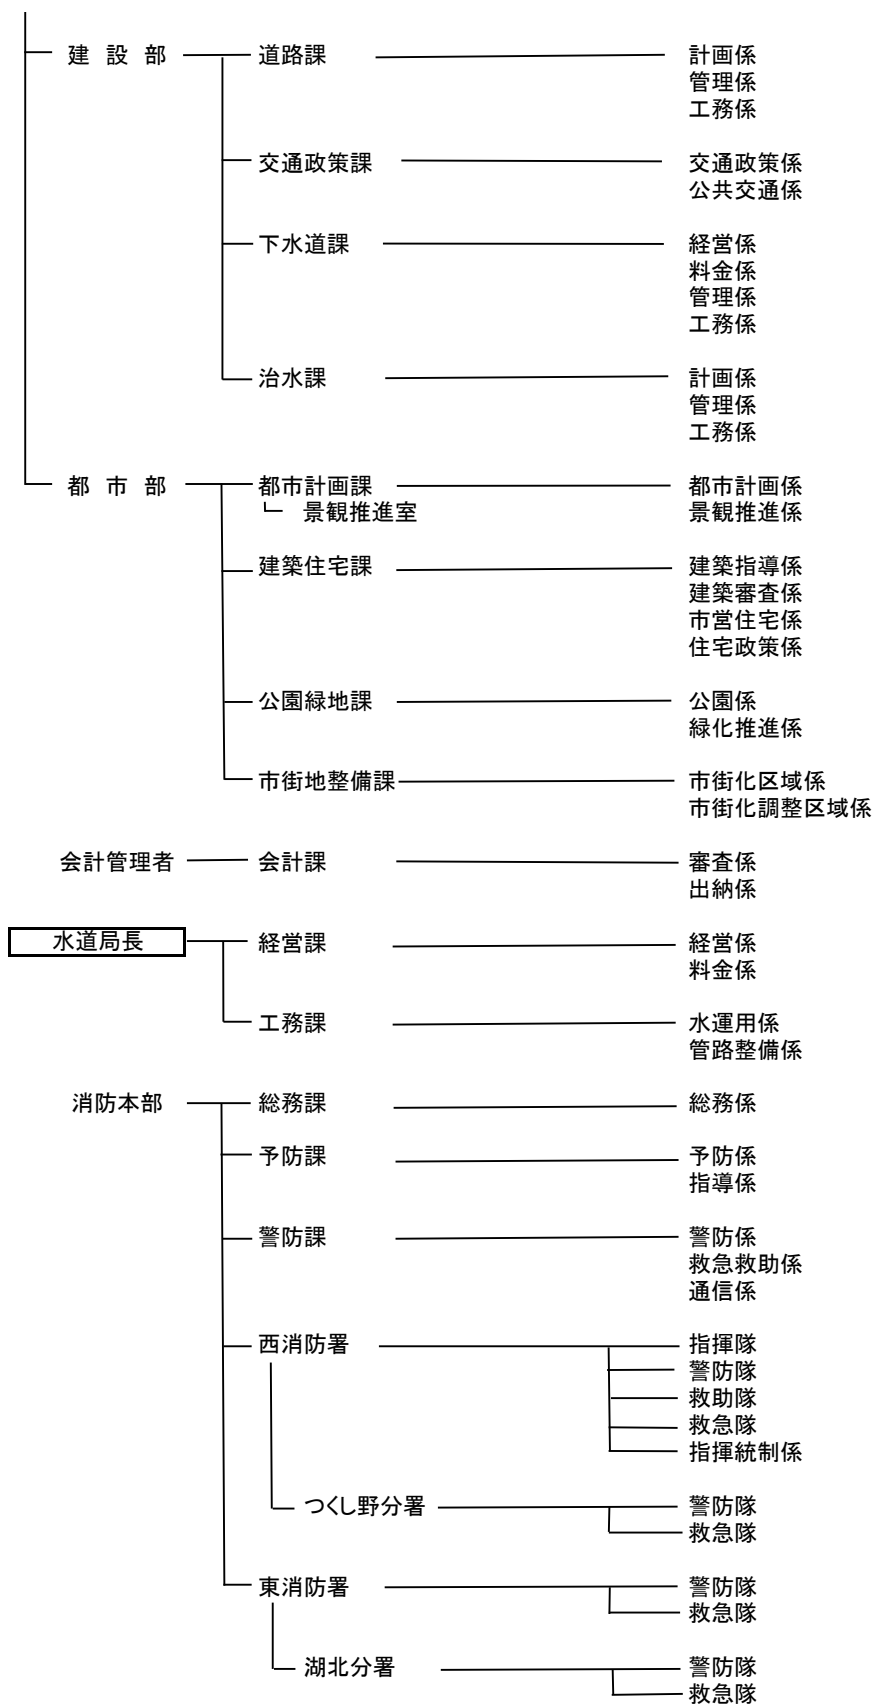 建 設 部 道路課 計画係
管理係
工務係
交通政策課 交通政策係
公共交通係
下水道課 経営係
料金係
管理係
工務係
治水課 計画係
管理係
工務係
都 市 部 都市計画課 都市計画係
景観推進室 景観推進係
建築住宅課 建築指導係
建築審査係
市営住宅係
住宅政策係
公園緑地課 公園係
緑化推進係
市街地整備課 市街化区域係
市街化調整区域係
会計管理者 会計課 審査係
出納係
水道局長 経営課 経営係
料金係
工務課 水運用係
管路整備係
消防本部 総務課 総務係
予防課 予防係
指導係
警防課 警防係
救急救助係
通信係
西消防署 指揮隊
警防隊
救助隊
救急隊
指揮統制係
つくし野分署 警防隊
救急隊
東消防署 警防隊
救急隊
湖北分署 警防隊
救急隊